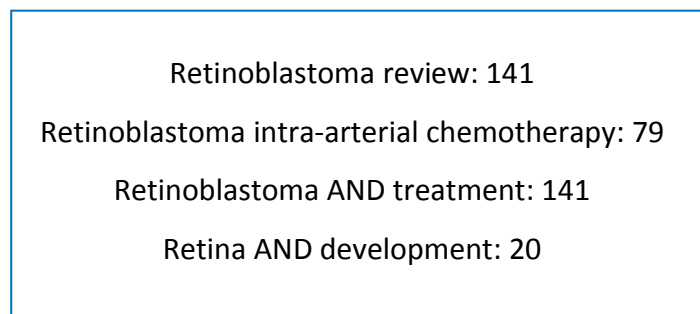 Retinoblastoma review: 141
Retinoblastoma intra-arterial chemotherapy: 79
Retinoblastoma AND treatment: 141
Retina AND development: 20